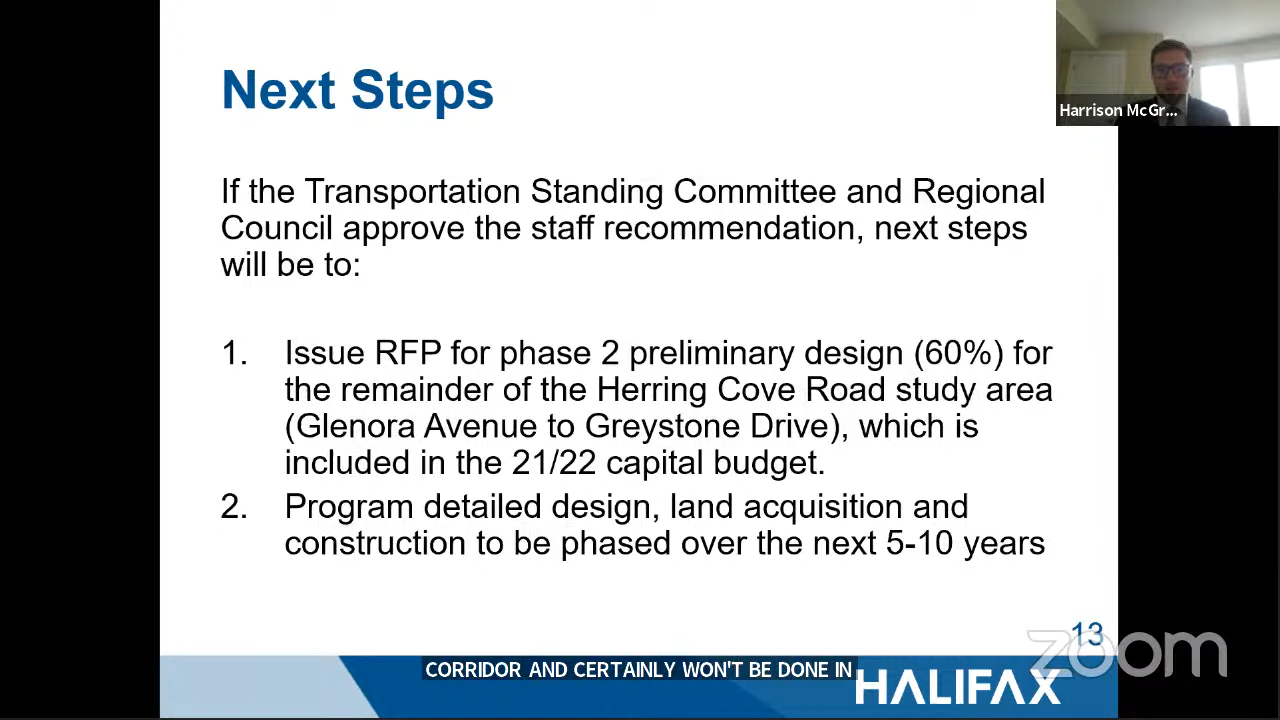 Next Steps
Harrison McGr...
If the Transportation Standing Committee and Regional
Council approve the staff recommendation, next steps
will be to:
1. Issue RFP for phase 2 preliminary design (60%) for
the remainder of the Herring Cove Road study area
(Glenora Avenue to Greystone Drive), which is
included in the 21/22 capital budget.
2. Program detailed design, land acquisition and
construction to be phased over the next 5-10 years
13
zoom
CORRIDOR AND CERTAINLY WON'T BE DONE IN
HALIFAX